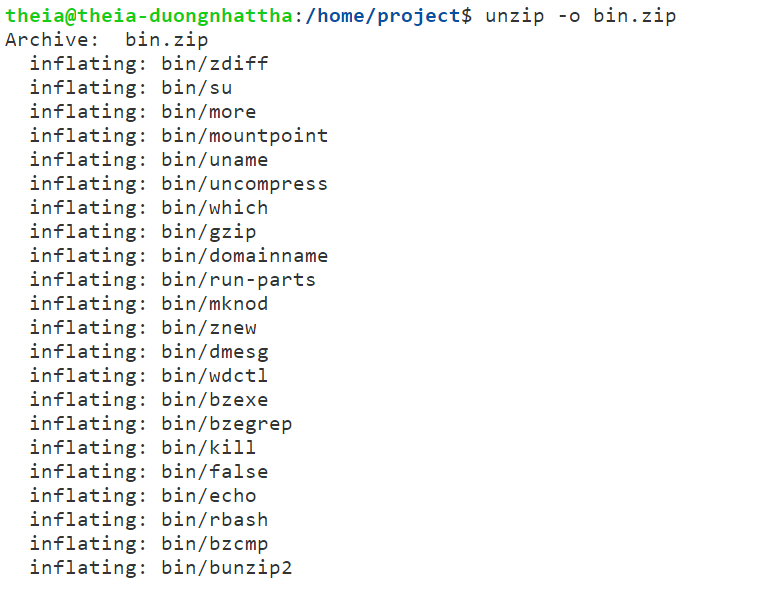 theia@theia-duongnhattha:/home/project$ unzip -o bin.zip
Archive:  bin.zip
  inflating: bin/zdiff
  inflating: bin/su
  inflating: bin/more
  inflating: bin/mountpoint
  inflating: bin/uname
  inflating: bin/uncompress
  inflating: bin/which
  inflating: bin/gzip
  inflating: bin/domainname
  inflating: bin/run-parts
  inflating: bin/mknod
  inflating: bin/znew
  inflating: bin/dmesg
  inflating: bin/wdctl
  inflating: bin/bzexe
  inflating: bin/bzegrep
  inflating: bin/kill
  inflating: bin/false
  inflating: bin/echo
  inflating: bin/rbash
  inflating: bin/bzcmp
  inflating: bin/bunzip2